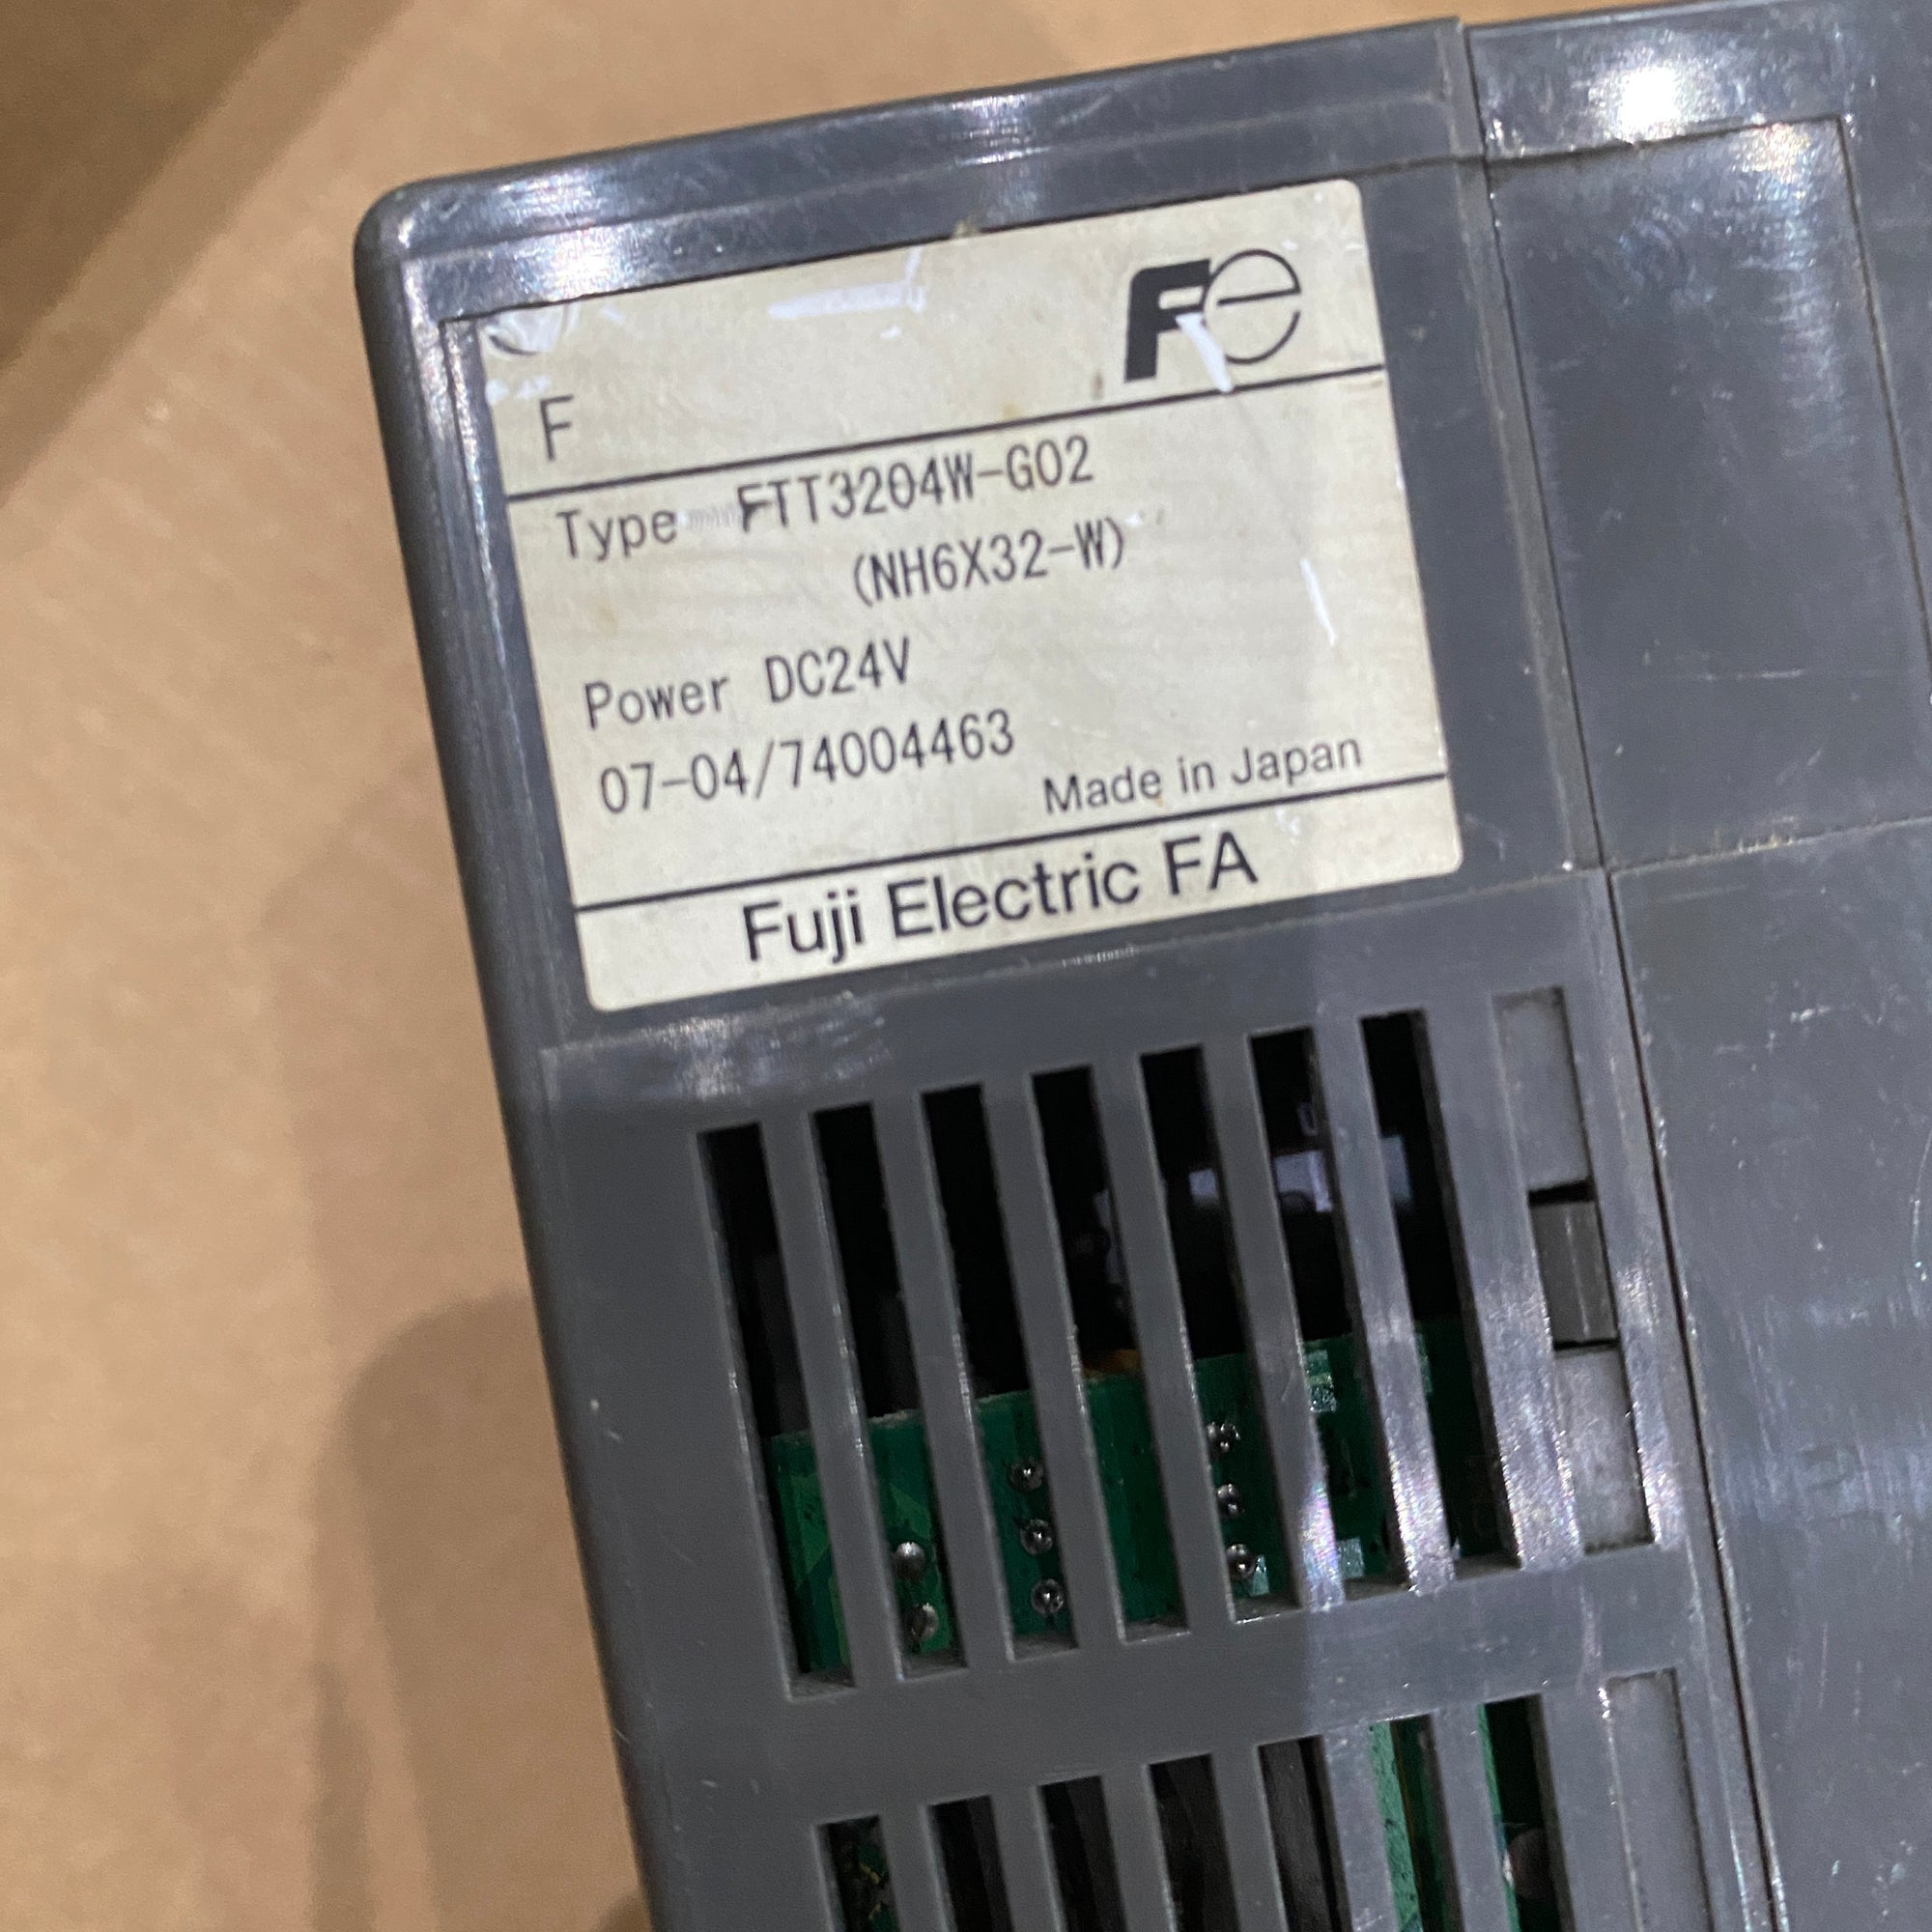 Fe
F
Type FTT3204W-G02
(NH6X32-W)
Power DC24V
07-04/74004463
Made in Japan
Fuji Electric FA